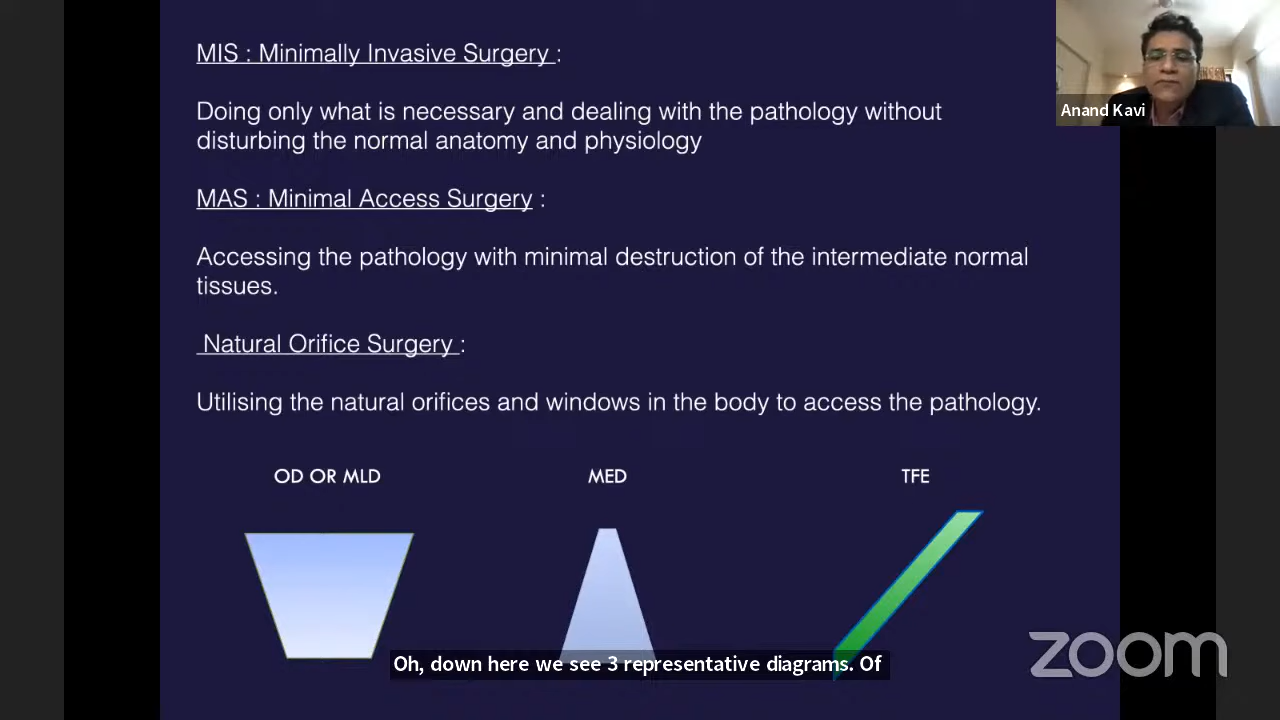 MIS : Minimally Invasive Surgery :
Anand Kavi
Doing only what is necessary and dealing with the pathology without
disturbing the normal anatomy and physiology
MAS : Minimal Access Surgery :
Accessing the pathology with minimal destruction of the intermediate normal
tissues.
Natural Orifice Surgery :
Utilising the natural orifices and windows in the body to access the pathology.
OD OR MLD
MED
TFE
Oh, down here we see 3 representative diagrams. Of
zoom